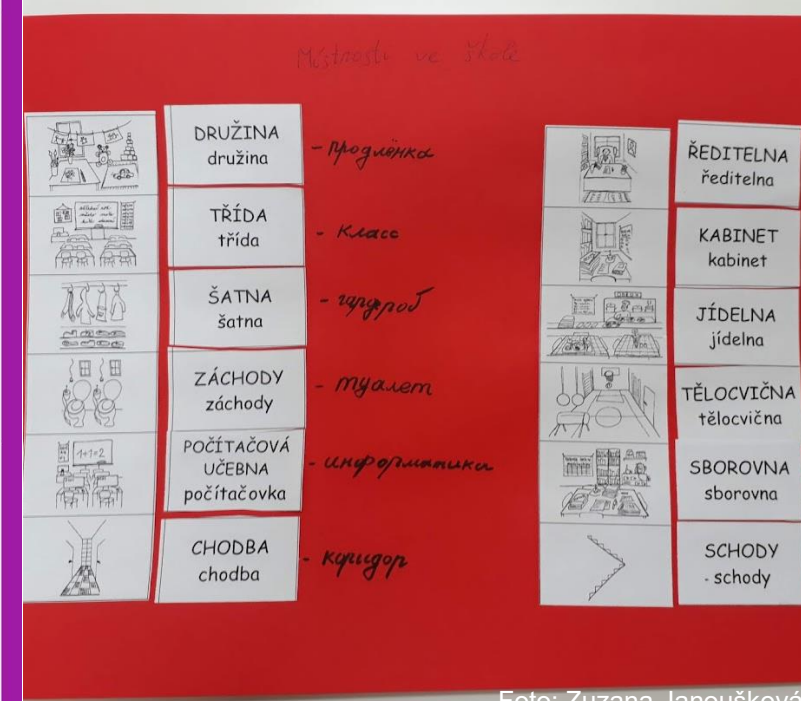 Místnosti ve škole
DRUŽINA
družina
- продлёнка
TŘÍDA
třída
- класс
ŠATNA
šatna
- гардероб
ZÁCHODY
záchody
- туалет
POČÍTAČOVÁ
UČEBNA
počítačovka
- информатика
1+1=2
CHODBA
chodba
- коридор
ŘEDITELNA
ředitelna
KABINET
kabinet
JÍDELNA
jídelna
TĚLOCVIČNA
tělocvična
SBOROVNA
sborovna
SCHODY
- schody
Foto: Zuzana Janoušková